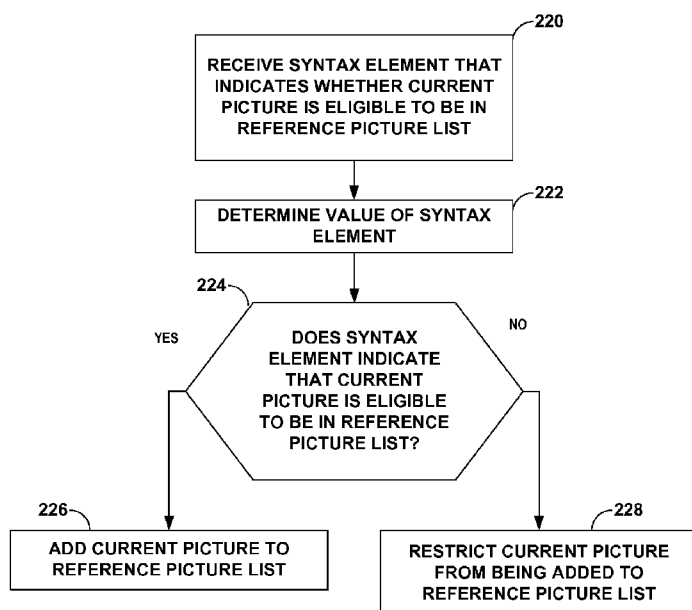 220
RECEIVE SYNTAX ELEMENT THAT
INDICATES WHETHER CURRENT
PICTURE IS ELIGIBLE TO BE IN
REFERENCE PICTURE LIST
222
DETERMINE VALUE OF SYNTAX
ELEMENT
224
YES
NO
DOES SYNTAX
ELEMENT INDICATE
THAT CURRENT
PICTURE IS ELIGIBLE
TO BE IN REFERENCE
PICTURE LIST?
226
ADD CURRENT PICTURE TO
REFERENCE PICTURE LIST
228
RESTRICT CURRENT PICTURE
FROM BEING ADDED TO
REFERENCE PICTURE LIST